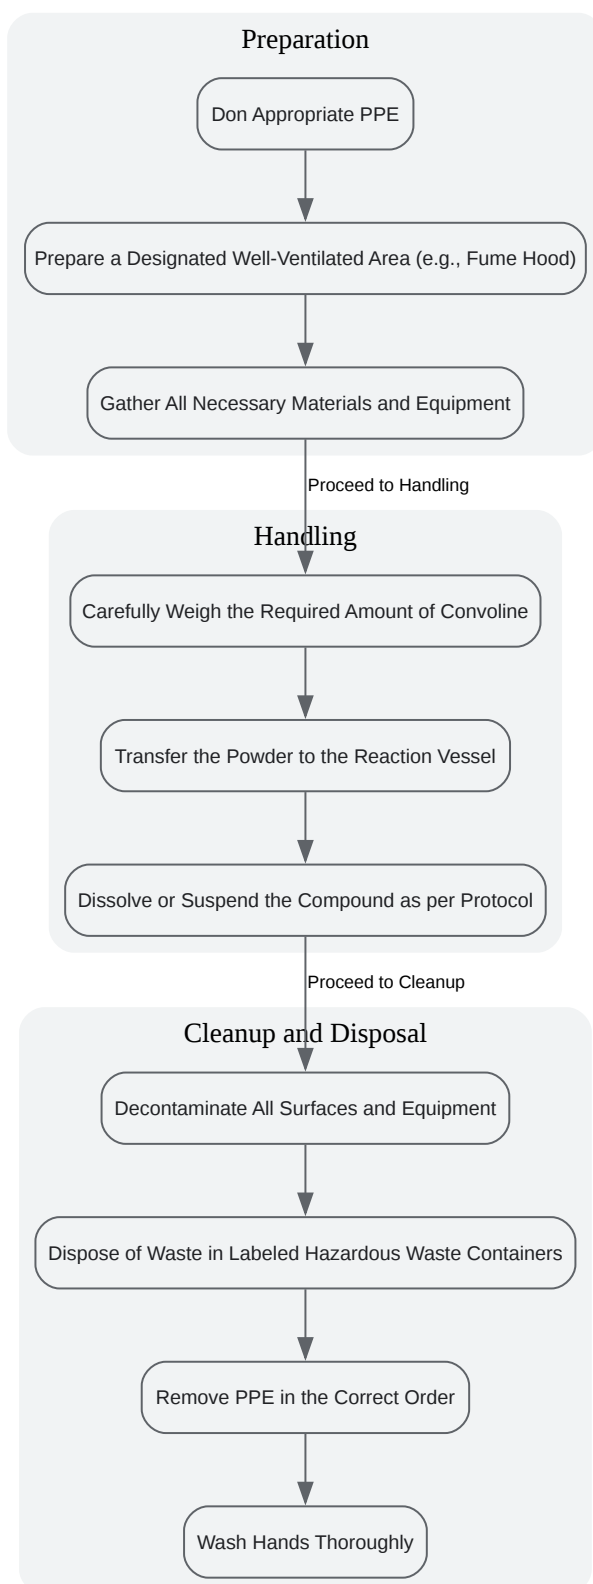 Preparation
Don Appropriate PPE
Prepare a Designated Well-Ventilated Area (e.g., Fume Hood)
Gather All Necessary Materials and Equipment
Proceed to Handling
Handling
Carefully Weigh the Required Amount of Convoline
Transfer the Powder to the Reaction Vessel
Dissolve or Suspend the Compound as per Protocol
Proceed to Cleanup
Cleanup and Disposal
Decontaminate All Surfaces and Equipment
Dispose of Waste in Labeled Hazardous Waste Containers
Remove PPE in the Correct Order
Wash Hands Thoroughly